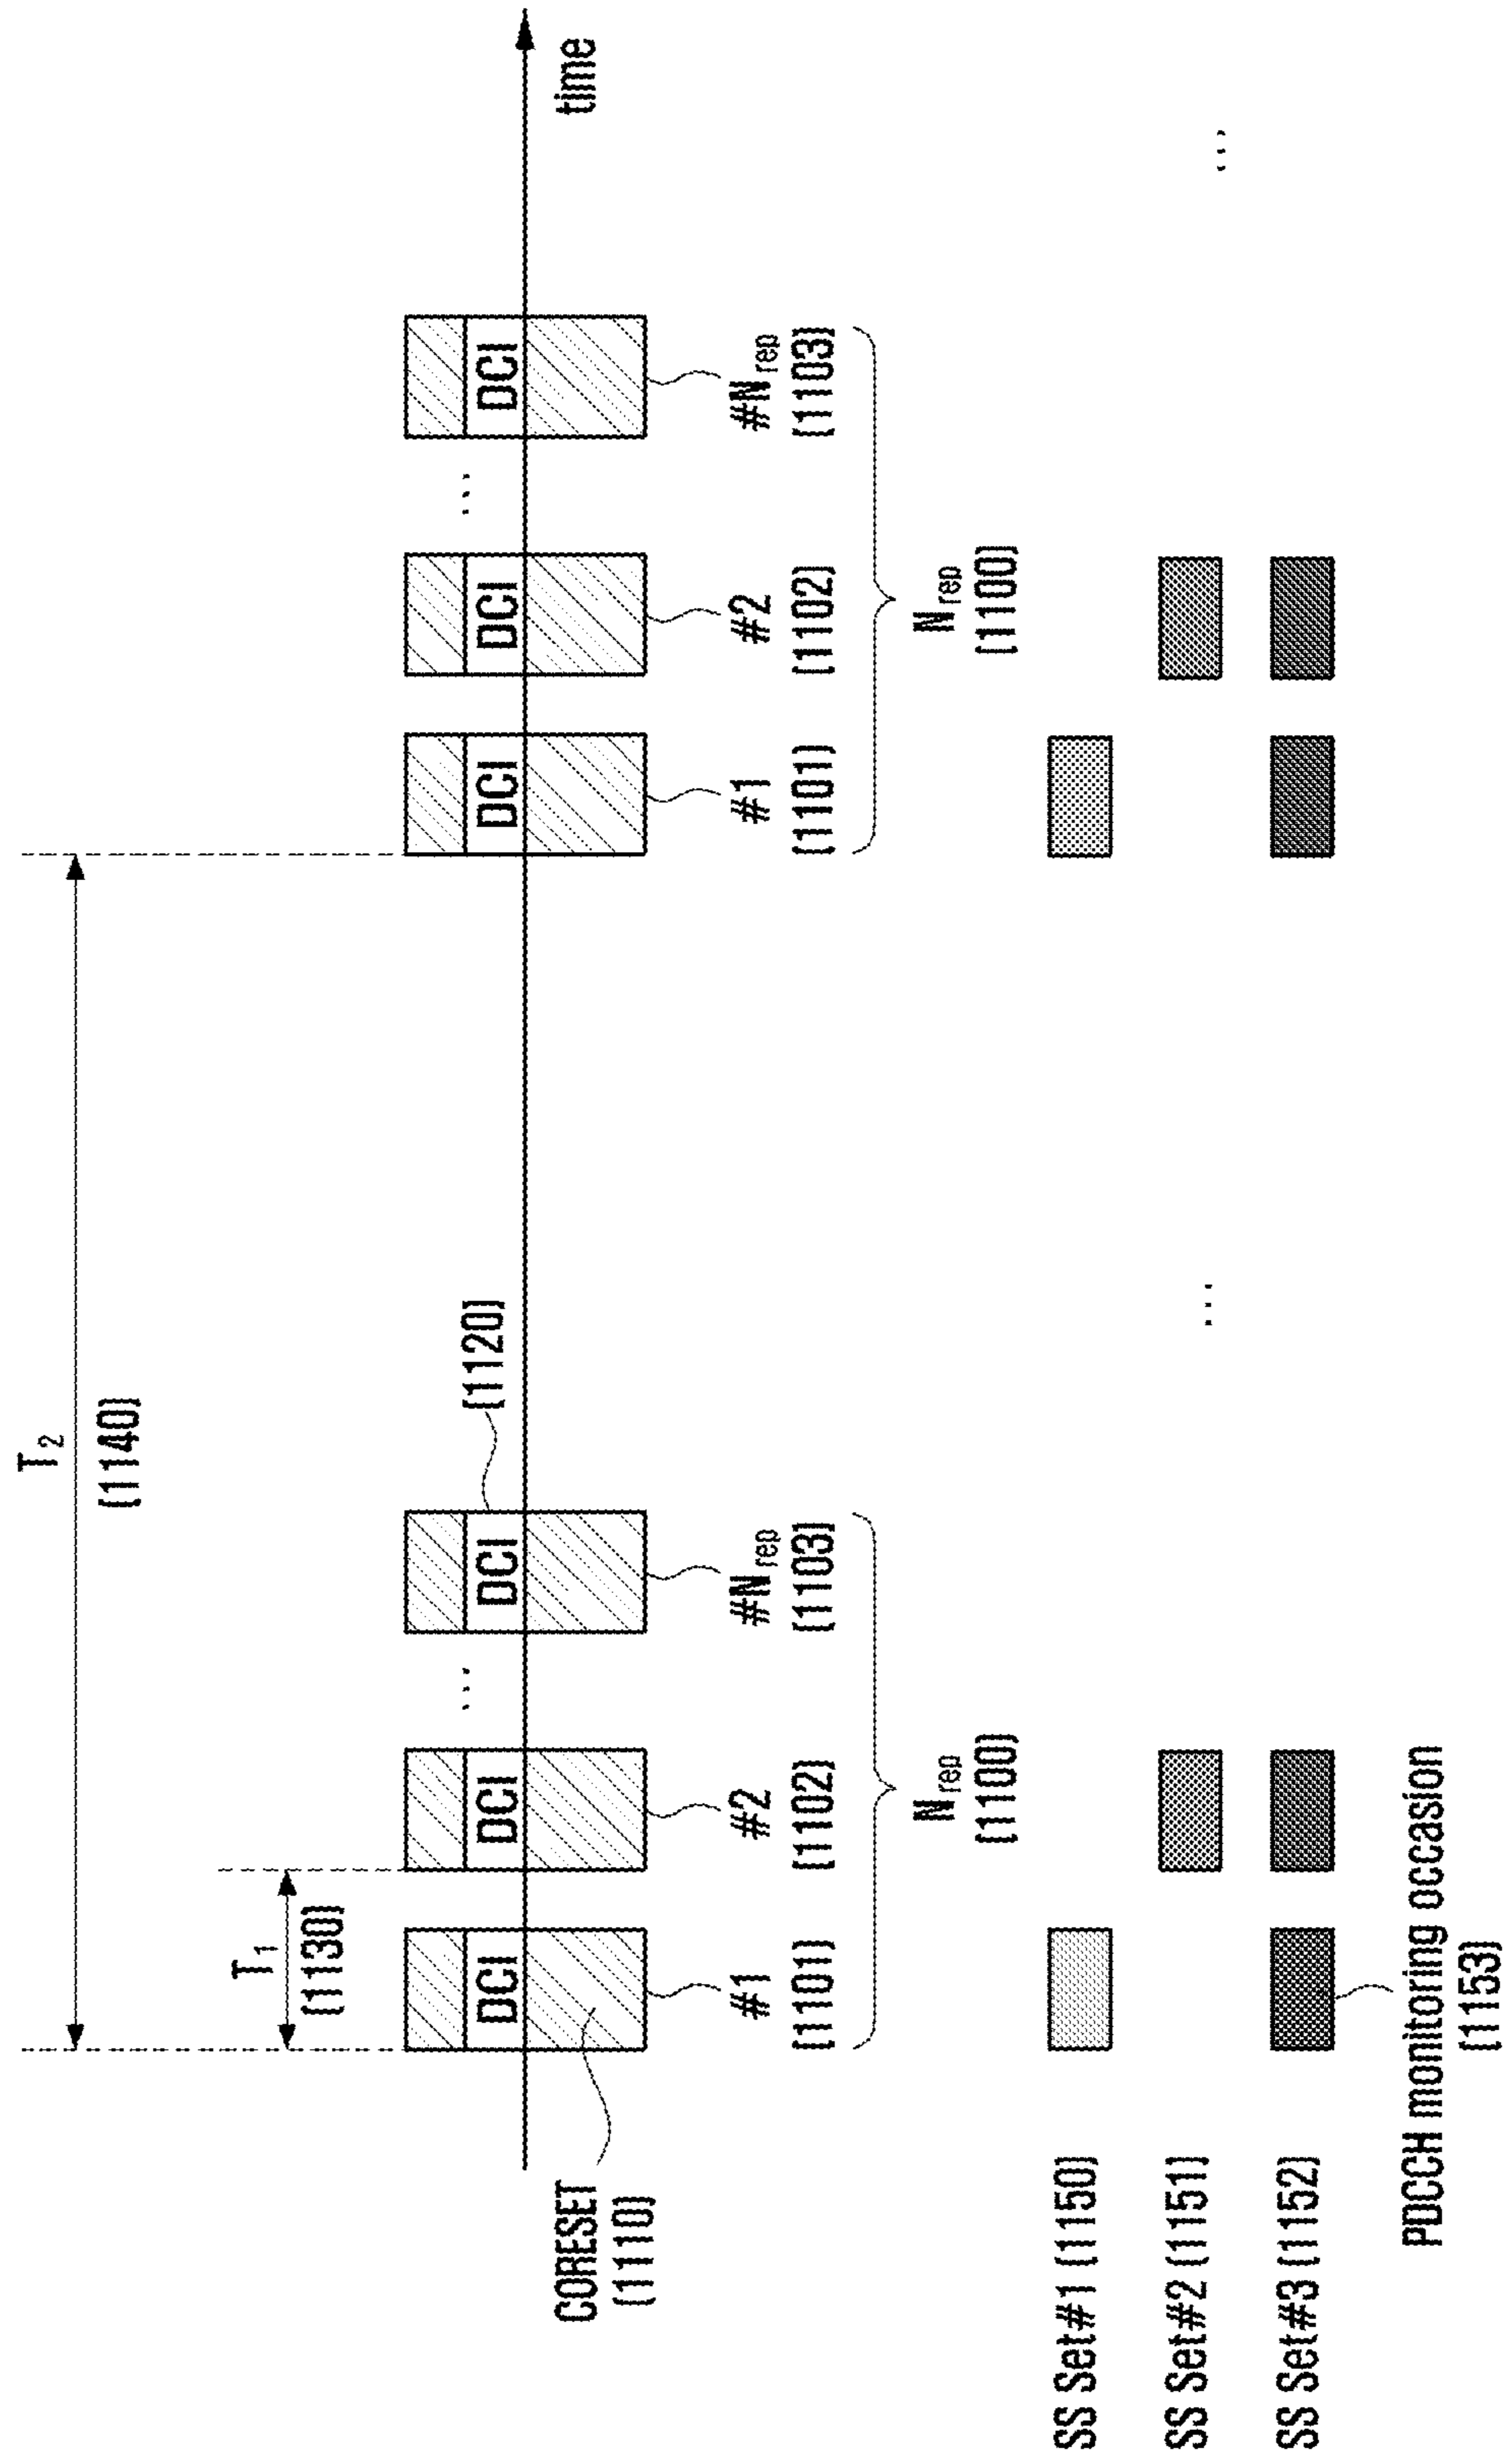 T2
(1140)
T1
(1130)
(1120)
DCI
DCI
...
DCI
DCI
DCI
...
DCI
time
CORESET
(1110)
#1
(1101)
#2
(1102)
#Nrep
(1103)
#1
(1101)
#2
(1102)
#Nrep
(1103)
Nrep
(1100)
Nrep
(1100)
SS Set#1 (1150)
SS Set#2 (1151)
...
...
SS Set#3 (1152)
PDCCH monitoring occasion
(1153)